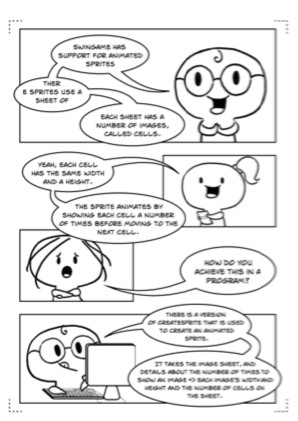 SWINGAME HAS
SUPPORT FOR ANIMATED
SPRITES
THER
E SPRITES USE A
SHEET OF
EACH SHEET HAS A
NUMBER OF IMAGES,
CALLED CELLS.
YEAH, EACH CELL
HAS THE SAME WIDTH
AND A HEIGHT.
THE SPRITE ANIMATES BY
SHOWING EACH CELL A NUMBER
OF TIMES BEFORE MOVING TO THE
NEXT CELL.
HOW DO YOU
ACHIEVE THIS IN A
PROGRAM?
THERE IS A VERSION
OF CREATESPRITE THAT IS USED
TO CREATE AN ANIMATED
SPRITE.
IT TAKES THE IMAGE SHEET, AND
DETAILS ABOUT THE NUMBER OF TIMES TO
SHOW AN IMAGE => EACH IMAGE'S WIDTH AND
HEIGHT AND THE NUMBER OF CELLS ON
THE SHEET.